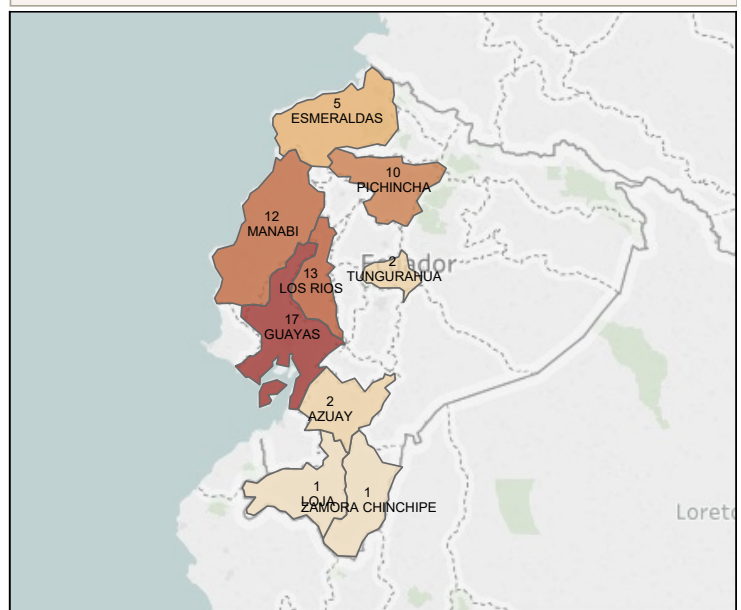 5
ESMERALDAS
10
PICHINCHA
12
MANABI
Ecuador
2
TUNGURAHUA
13
LOS RIOS
17
GUAYAS
2
AZUAY
1
LOJA
1
ZAMORA CHINCHIPE
Loreto